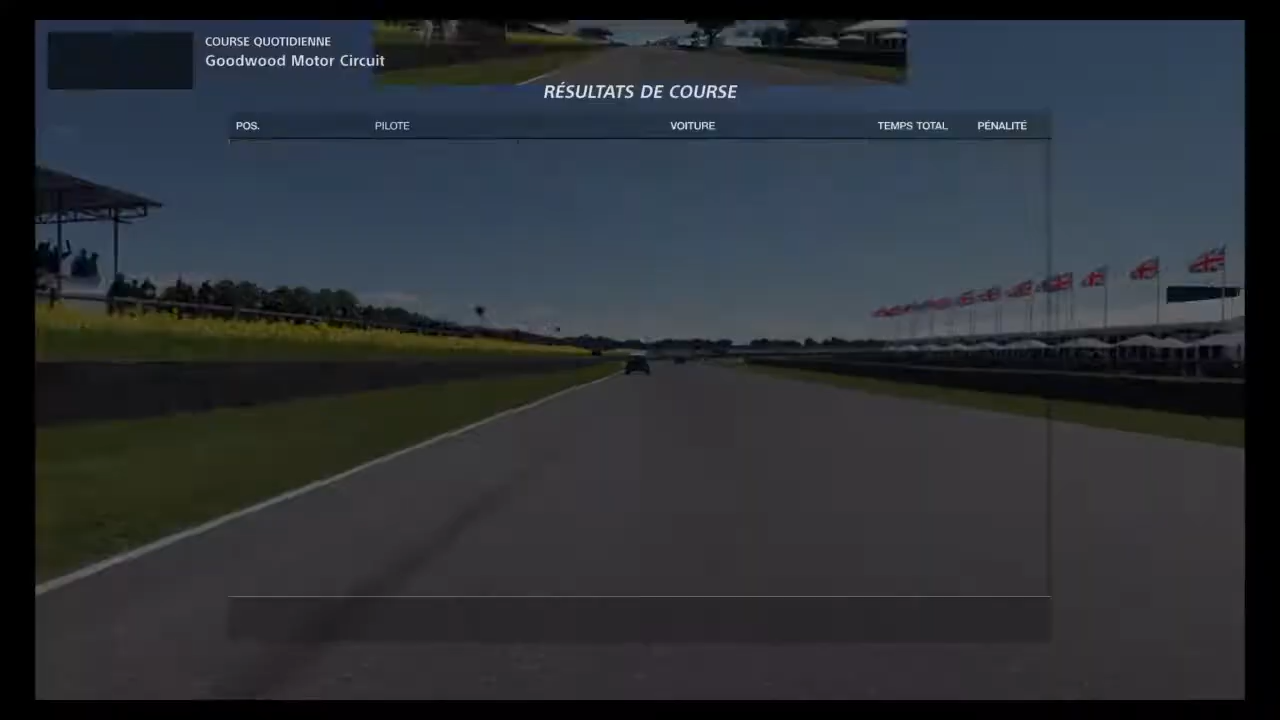 COURSE QUOTIDIENNE
Goodwood Motor Circuit
RÉSULTATS DE COURSE
POS. PILOTE VOITURE TEMPS TOTAL PÉNALITÉ